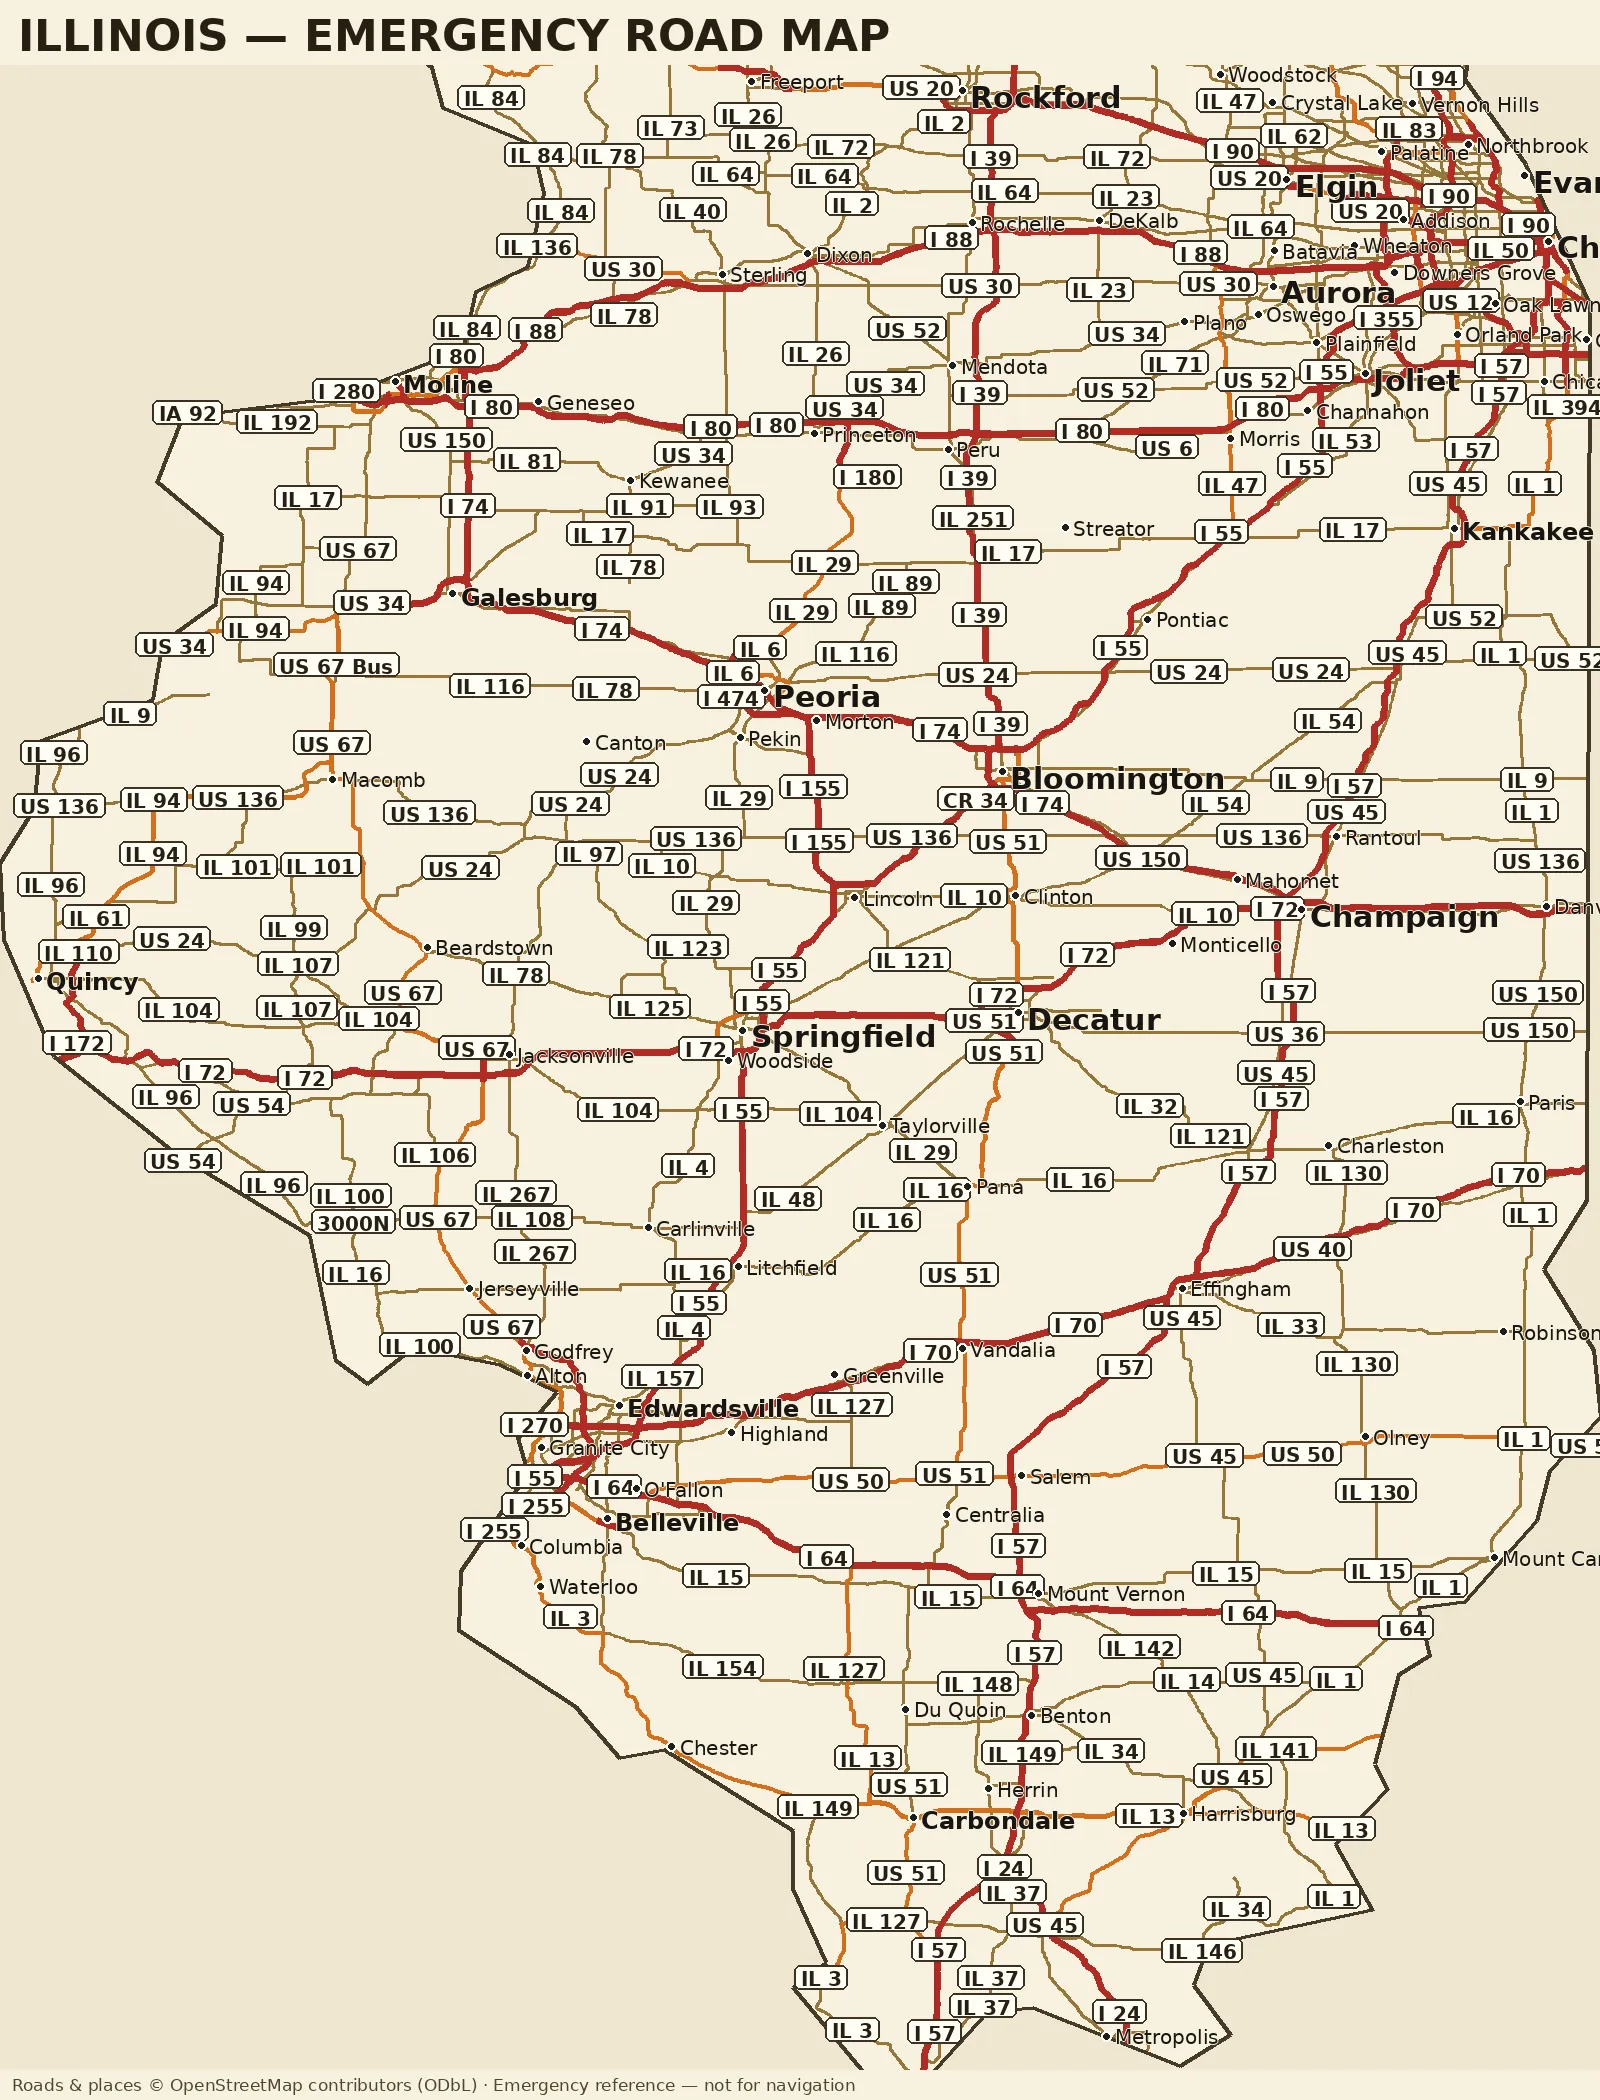 ILLINOIS — EMERGENCY ROAD MAP
Freeport
US 20
Rockford
Woodstock
I 94
IL 84
IL 47
Crystal Lake
Vernon Hills
IL 26
IL 2
IL 73
IL 26
IL 72
IL 62
IL 83
IL 84
IL 78
I 39
IL 72
I 90
Palatine
Northbrook
IL 64
IL 64
US 20
Elgin
Evan
IL 64
IL 23
I 90
IL 84
IL 40
IL 2
US 20
Addison
I 90
Rochelle
DeKalb
IL 64
IL 136
I 88
I 88
Batavia
Wheaton
IL 50
Ch
Dixon
US 30
Sterling
Downers Grove
US 30
IL 23
US 30
Aurora
US 12
Oak Lawn
IL 84
I 88
IL 78
US 52
US 34
Plano
Oswego
I 355
Orland Park
I 80
IL 26
Mendota
IL 71
Plainfield
I 280
Moline
US 34
I 39
US 52
US 52
I 55
Joliet
I 57
Chica
IA 92
IL 192
I 80
Geneseo
US 34
I 80
Channahon
I 57
IL 394
US 150
I 80
I 80
Princeton
I 80
US 6
Morris
IL 53
I 57
IL 81
US 34
Peru
I 55
Kewanee
I 180
I 39
IL 47
US 45
IL 1
IL 17
I 74
IL 91
IL 93
IL 251
Streator
I 55
IL 17
Kankakee
US 67
IL 17
IL 17
IL 78
IL 29
IL 94
IL 89
US 34
Galesburg
IL 29
IL 89
I 39
Pontiac
US 52
US 34
IL 94
I 74
IL 6
IL 116
I 55
US 45
IL 1
US 52
US 67 Bus
IL 6
US 24
US 24
US 24
IL 116
IL 78
I 474
Peoria
IL 9
Morton
I 74
I 39
IL 54
IL 96
US 67
Canton
Pekin
Macomb
US 24
Bloomington
IL 9
I 57
IL 9
US 136
IL 94
US 136
US 136
US 24
IL 29
I 155
CR 34
I 74
IL 54
US 45
IL 1
US 136
I 155
US 136
US 51
US 136
Rantoul
IL 94
IL 101
IL 101
US 24
IL 97
IL 10
US 150
US 136
IL 96
Mahomet
IL 61
IL 29
Lincoln
IL 10
Clinton
IL 10
I 72
Champaign
Danv
IL 110
US 24
IL 99
Beardstown
IL 123
IL 121
I 72
Monticello
Quincy
IL 107
IL 78
I 55
IL 104
IL 107
US 67
IL 104
IL 125
I 55
I 72
I 57
US 150
I 172
US 67
Jacksonville
I 72
Springfield
Woodside
US 51
Decatur
US 51
US 36
US 150
I 72
I 72
US 45
IL 96
US 54
IL 104
I 55
IL 104
Taylorville
IL 32
I 57
Paris
IL 16
US 54
IL 106
IL 29
IL 121
Charleston
IL 96
IL 100
IL 267
IL 4
IL 48
IL 16
Pana
IL 16
I 57
IL 130
I 70
3000N
US 67
IL 108
Carlinville
IL 16
I 70
IL 1
IL 16
IL 267
IL 16
Litchfield
US 51
US 40
Jerseyville
I 55
Effingham
IL 100
US 67
IL 4
I 70
US 45
IL 33
Robinson
Godfrey
I 70
Vandalia
Alton
IL 157
Greenville
I 57
IL 130
I 270
Edwardsville
IL 127
Granite City
Highland
Olney
IL 1
US 5
I 55
I 64
O'Fallon
US 50
US 51
Salem
US 45
US 50
I 255
Belleville
Centralia
IL 130
I 255
Columbia
I 57
I 64
Mount Car
Waterloo
IL 15
IL 15
I 64
Mount Vernon
IL 15
IL 15
IL 1
IL 3
I 64
I 64
IL 154
IL 127
IL 148
I 57
IL 142
IL 14
US 45
IL 1
Du Quoin
Benton
Chester
IL 13
IL 149
IL 34
IL 141
US 51
Herrin
US 45
IL 149
Carbondale
IL 13
Harrisburg
IL 13
US 51
I 24
IL 37
IL 34
IL 1
IL 127
US 45
I 57
IL 146
IL 3
IL 37
IL 37
I 24
IL 3
I 57
Metropolis
Roads & places © OpenStreetMap contributors (ODbL) · Emergency reference — not for navigation